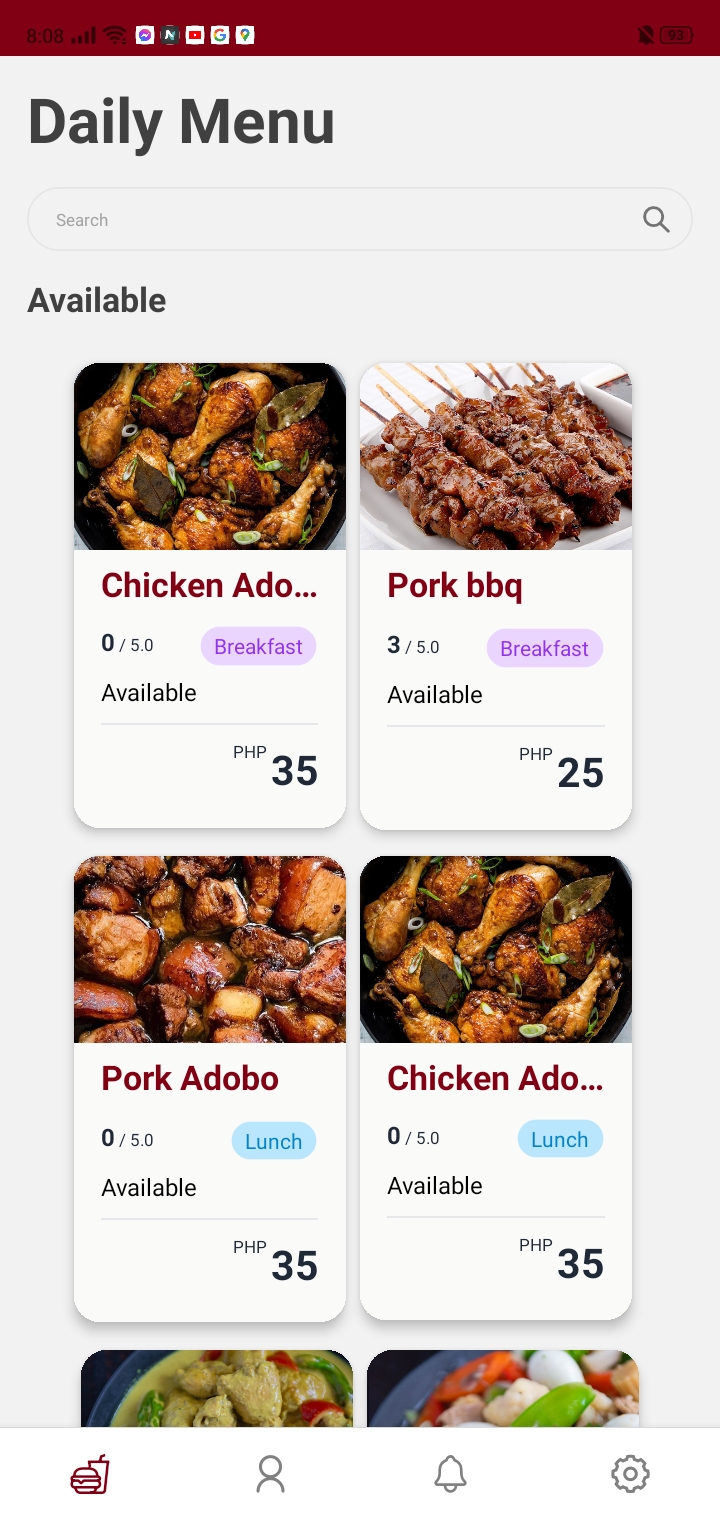 8:08
93
Daily Menu
Search
Available
Chicken Ado...
0 / 5.0
Breakfast
Available
PHP 35
Pork bbq
3 / 5.0
Breakfast
Available
PHP 25
Pork Adobo
0 / 5.0
Lunch
Available
PHP 35
Chicken Ado...
0 / 5.0
Lunch
Available
PHP 35